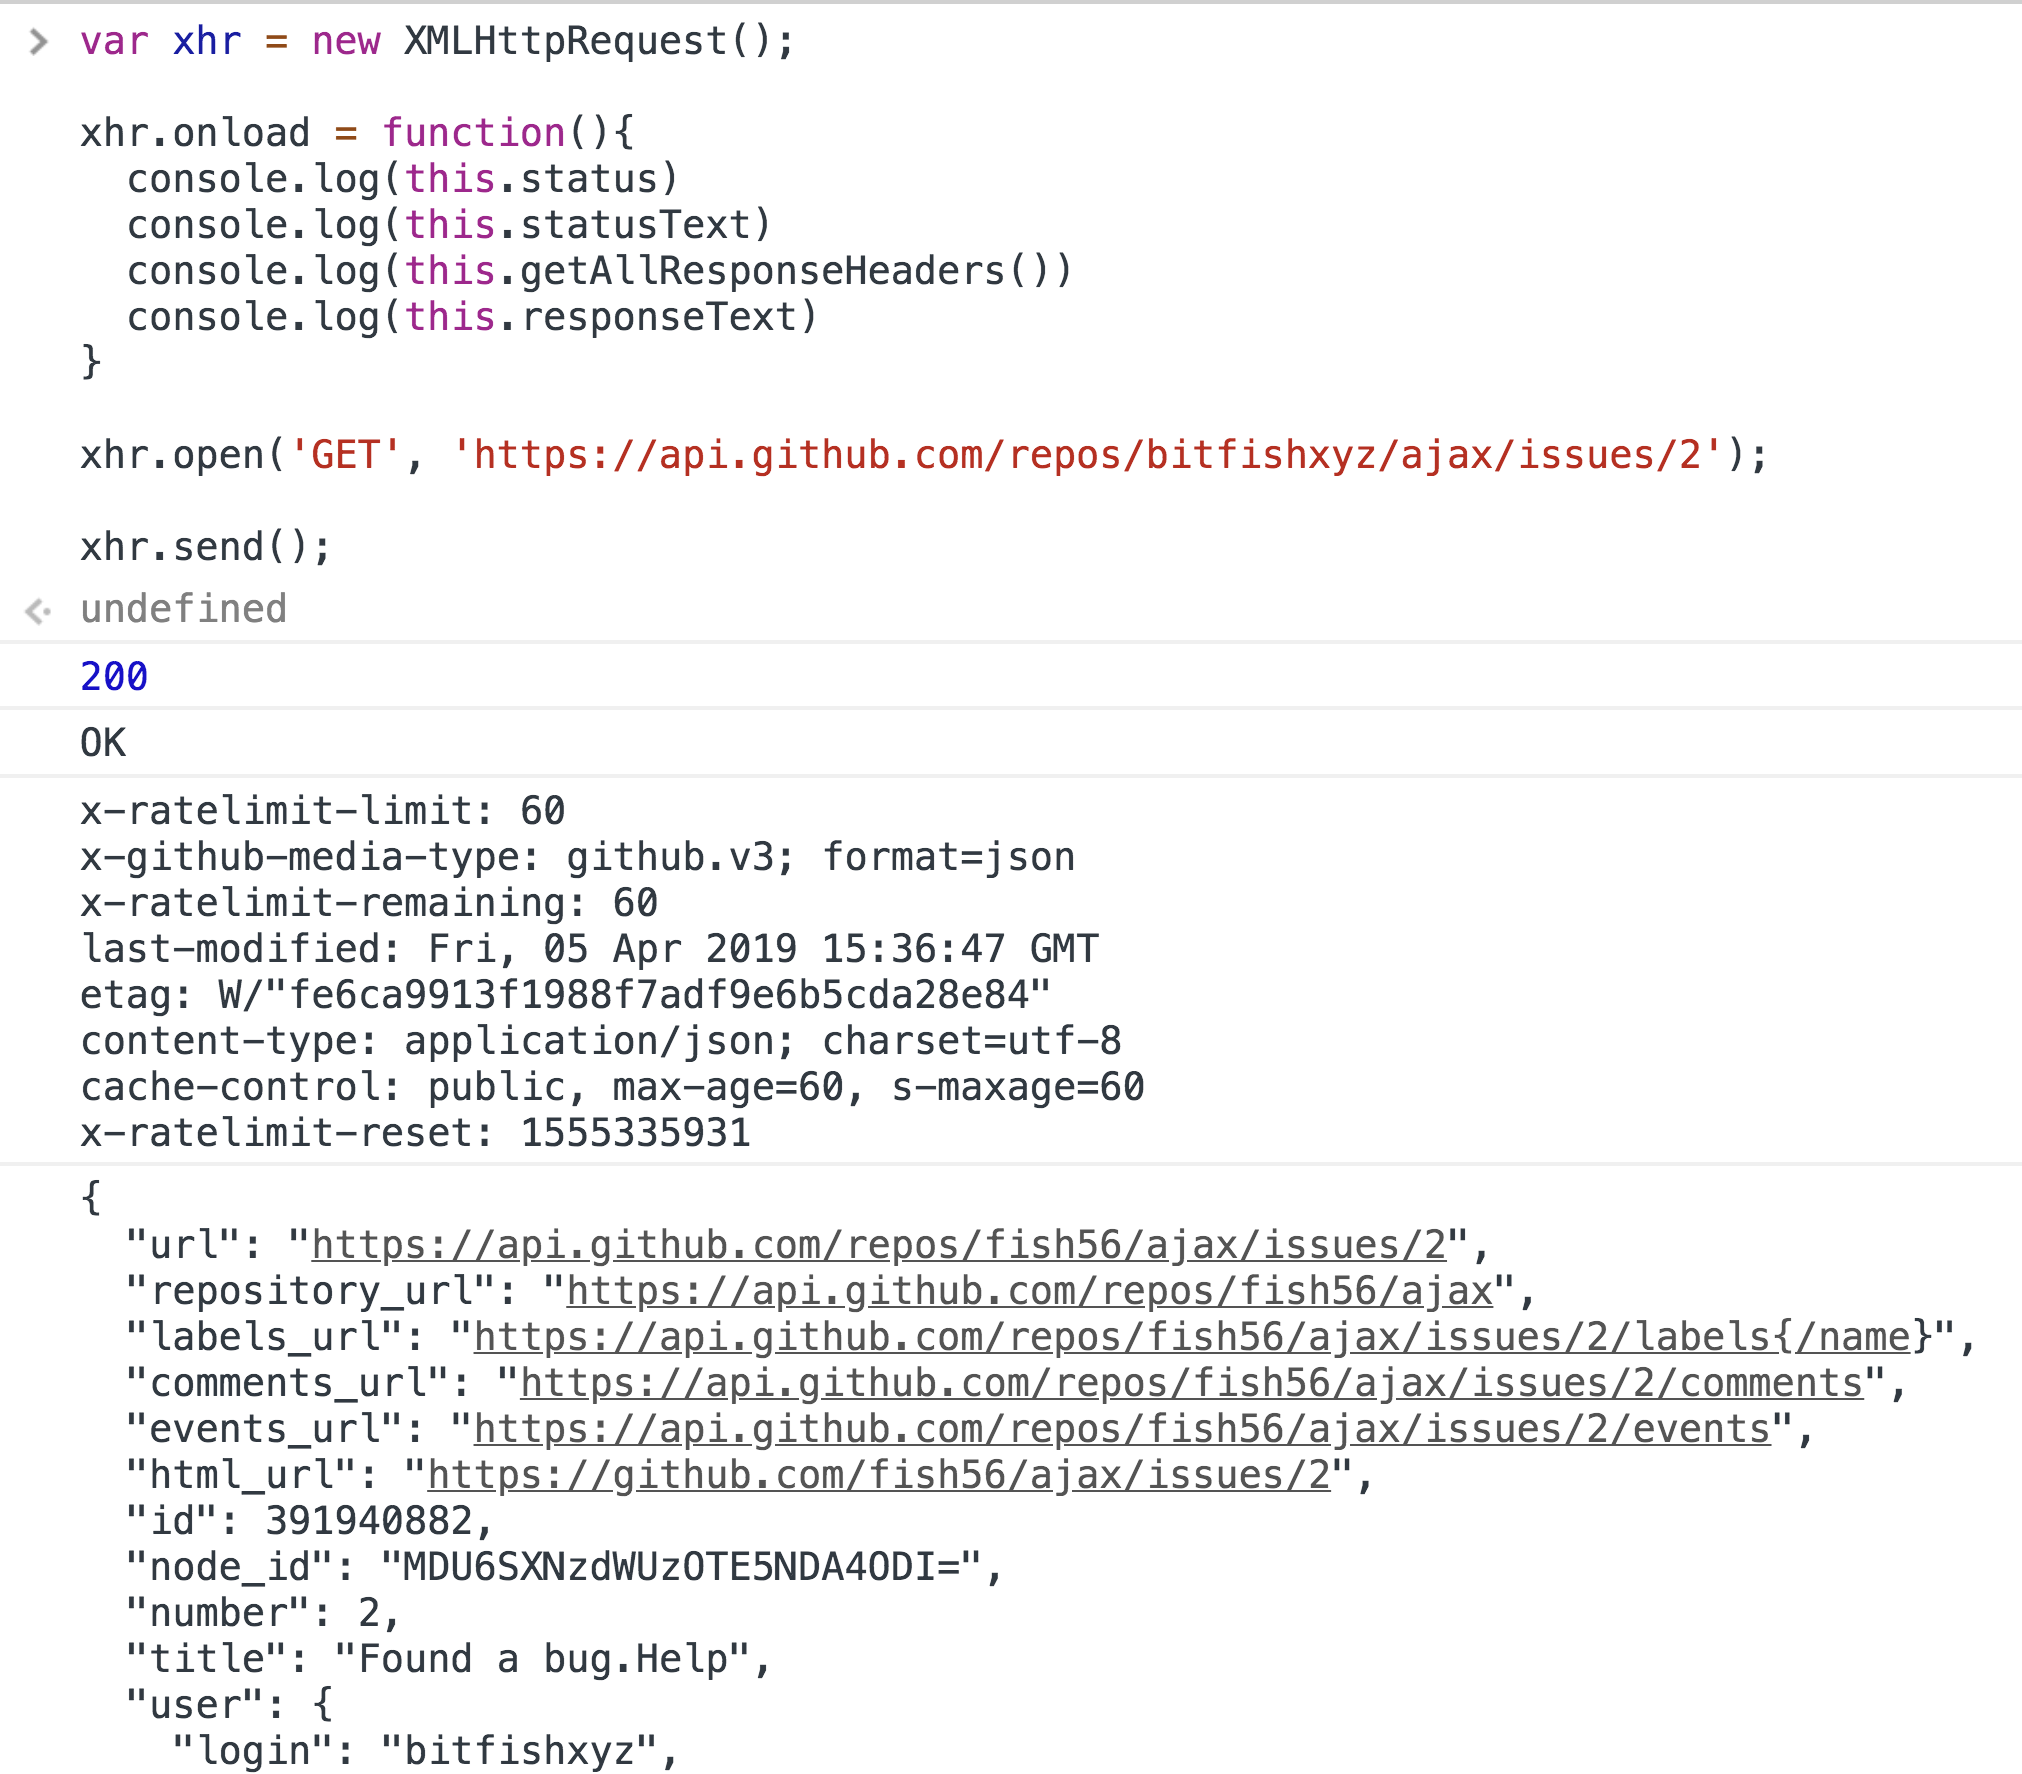 var xhr = new XMLHttpRequest();
xhr.onload = function(){
console.log(this.status)
console.log(this.statusText)
console.log(this.getAllResponseHeaders())
console.log(this.responseText)
}
xhr.open('GET', 'https://api.github.com/repos/bitfishxyz/ajax/issues/2');
xhr.send();
undefined
200
OK
x-ratelimit-limit: 60
x-github-media-type: github.v3; format=json
x-ratelimit-remaining: 60
last-modified: Fri, 05 Apr 2019 15:36:47 GMT
etag: W/"fe6ca9913f1988f7adf9e6b5cda28e84"
content-type: application/json; charset=utf-8
cache-control: public, max-age=60, s-maxage=60
x-ratelimit-reset: 1555335931
{
"url": "https://api.github.com/repos/fish56/ajax/issues/2",
"repository_url": "https://api.github.com/repos/fish56/ajax",
"labels_url": "https://api.github.com/repos/fish56/ajax/issues/2/labels{/name}",
"comments_url": "https://api.github.com/repos/fish56/ajax/issues/2/comments",
"events_url": "https://api.github.com/repos/fish56/ajax/issues/2/events",
"html_url": "https://github.com/fish56/ajax/issues/2",
"id": 391940882,
"node_id": "MDU6SXNzdWUzOTE5NDA4ODI=",
"number": 2,
"title": "Found a bug.Help",
"user": {
"login": "bitfishxyz",